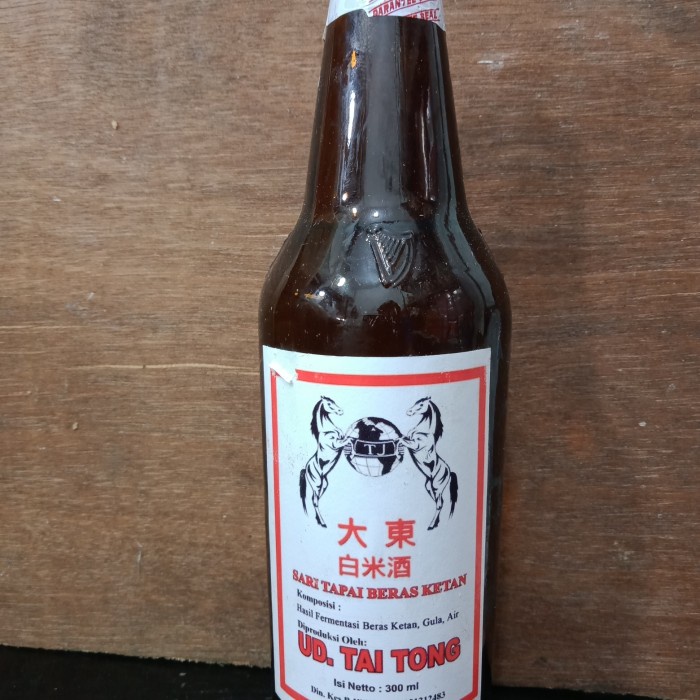 TJ
大東
白米酒
SARI TAPAI BERAS KETAN
Komposisi :
Hasil Fermentasi Beras Ketan, Gula, Air
Diproduksi Oleh:
UD. TAI TONG
Isi Netto : 300 ml